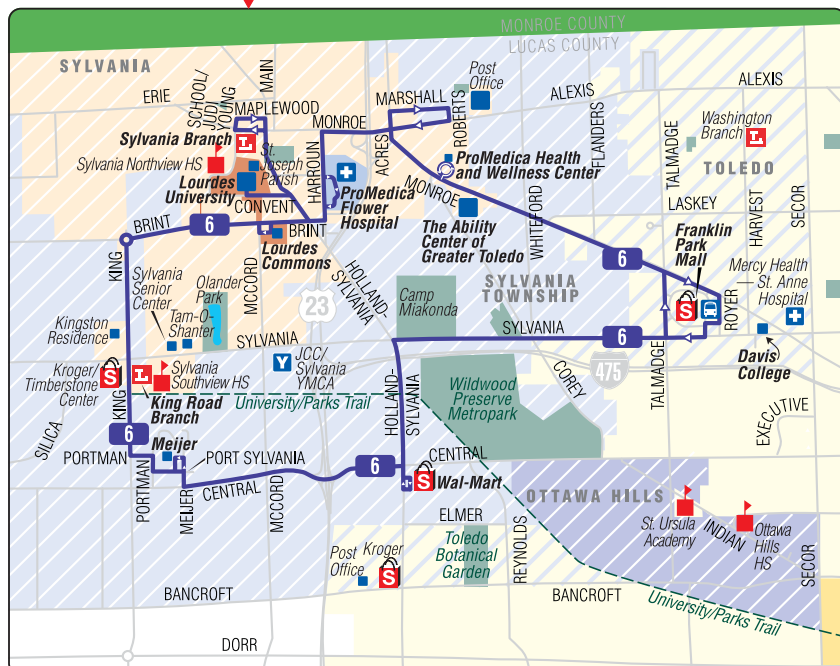 MONROE COUNTY
LUCAS COUNTY
SYLVANIA
SCHOOL/
JUDI
YOUNG
MAIN
ERIE
MAPLEWOOD
MONROE
MARSHALL
Post
Office
ALEXIS
ALEXIS
Sylvania Branch
L
St.
Joseph
Parish
Sylvania Northview HS
Lourdes
University
CONVENT
HARROUN
ACRES
ROBERTS
FLANDERS
TALMADGE
Washington
Branch
L
TOLEDO
ProMedica
Flower
Hospital
ProMedica Health
and Wellness Center
MONROE
The Ability
Center of
Greater Toledo
WHITEFORD
LASKEY
HARVEST
SECOR
BRINT
6
BRINT
Lourdes
Commons
KING
Sylvania
Senior
Center
Olander
Park
Tam-O-
Shanter
MCCORD
HOLLAND-
SYLVANIA
23
Camp
Miakonda
SYLVANIA
TOWNSHIP
6
Franklin
Park
Mall
S
ROYER
Mercy Health
— St. Anne
Hospital
Kingston
Residence
SYLVANIA
SYLVANIA
6
Davis
College
Kroger/
Timberstone
Center
S
L
Sylvania
Southview HS
Y
JCC/
Sylvania
YMCA
475
KING
King Road
Branch
University/Parks Trail
HOLLAND-
SYLVANIA
Wildwood
Preserve
Metropark
COREY
TALMADGE
EXECUTIVE
SILICA
6
Meijer
PORTMAN
PORT SYLVANIA
6
CENTRAL
S
Wal-Mart
PORTMAN
MEIJER
CENTRAL
MCCORD
OTTAWA HILLS
ELMER
St. Ursula
Academy
INDIAN
Ottawa
Hills
HS
Post
Office
Kroger
S
Toledo
Botanical
Garden
REYNOLDS
SECOR
BANCROFT
BANCROFT
University/Parks Trail
DORR